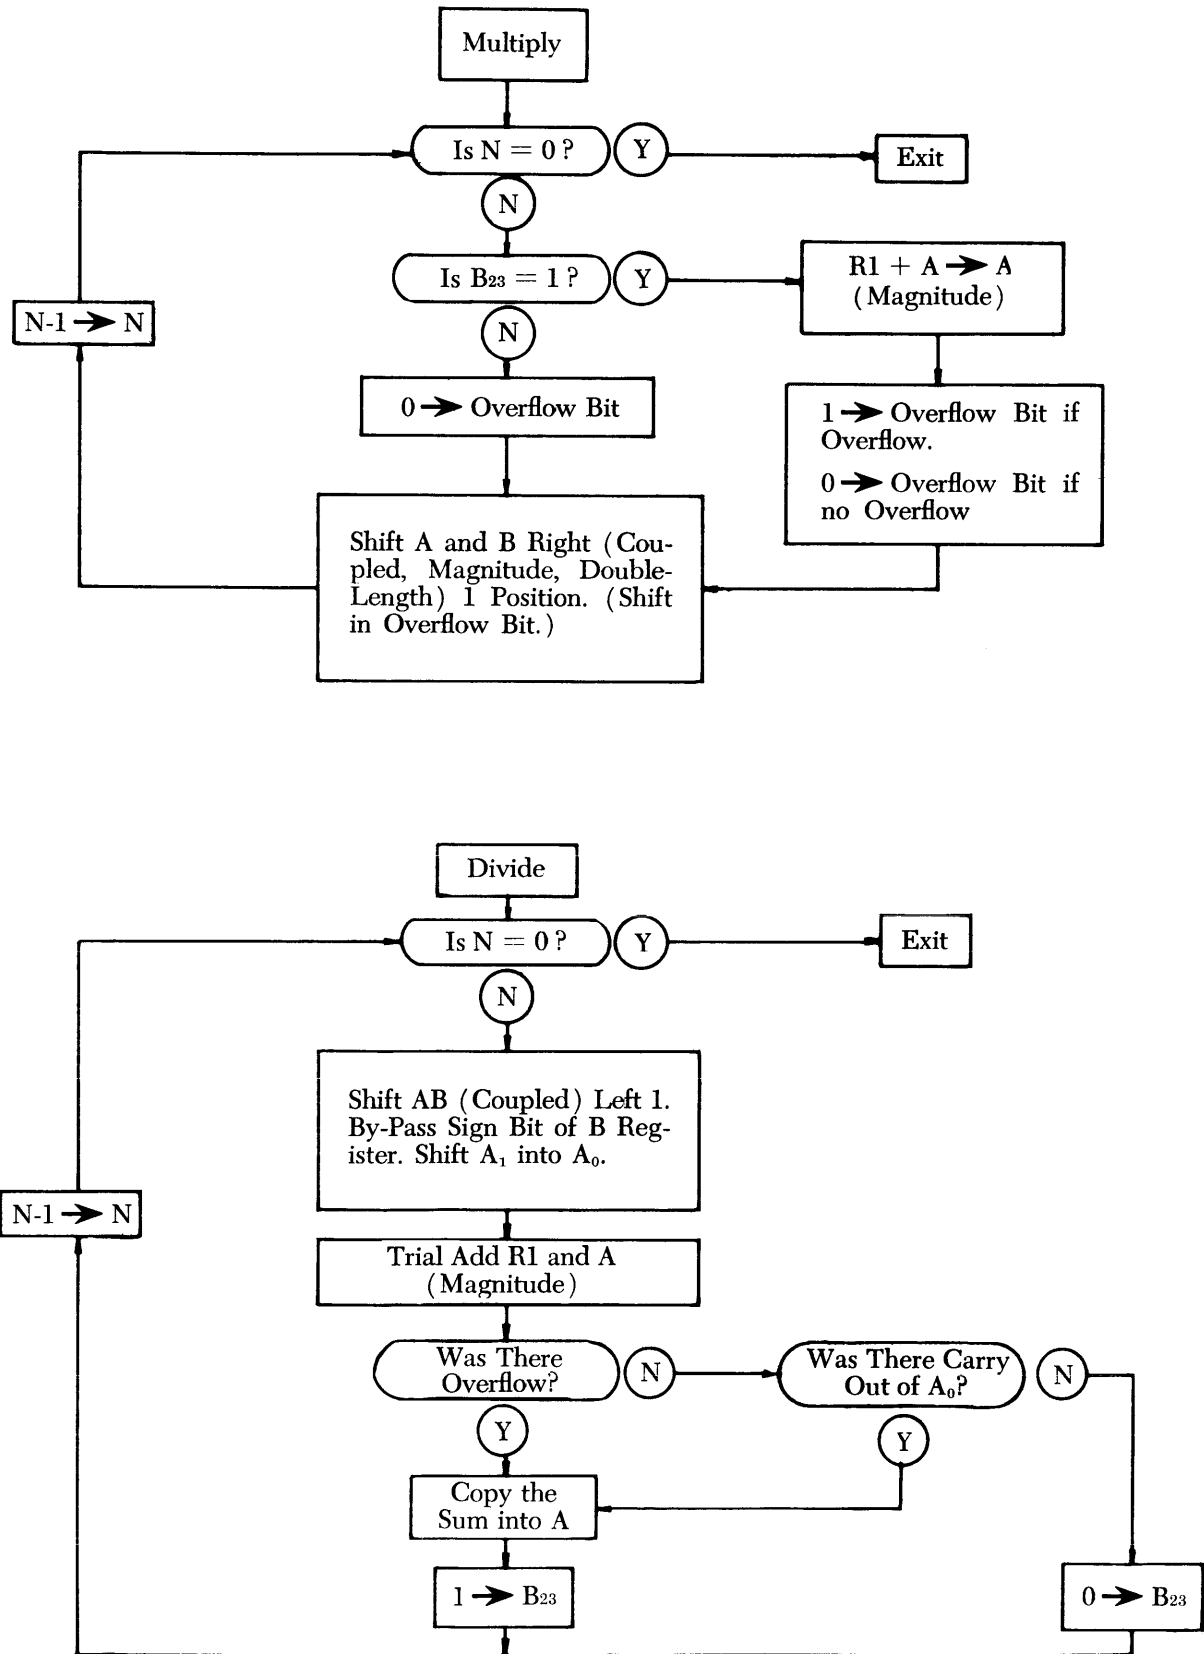 Multiply
Is N = 0?
Y
Exit
N
Is B23 = 1?
Y
R1 + A → A
(Magnitude)
N-1 → N
N
0 → Overflow Bit
1 → Overflow Bit if
Overflow.
0 → Overflow Bit if
no Overflow
Shift A and B Right (Cou-
pled, Magnitude, Double-
Length) 1 Position. (Shift
in Overflow Bit.)
Divide
Is N = 0?
Y
Exit
N
Shift AB (Coupled) Left 1.
By-Pass Sign Bit of B Reg-
ister. Shift A₁ into A₀.
N-1 → N
Trial Add R1 and A
(Magnitude)
Was There
Overflow?
N
Was There Carry
Out of A₀?
N
Y
Y
Copy the
Sum into A
1 → B23
0 → B23